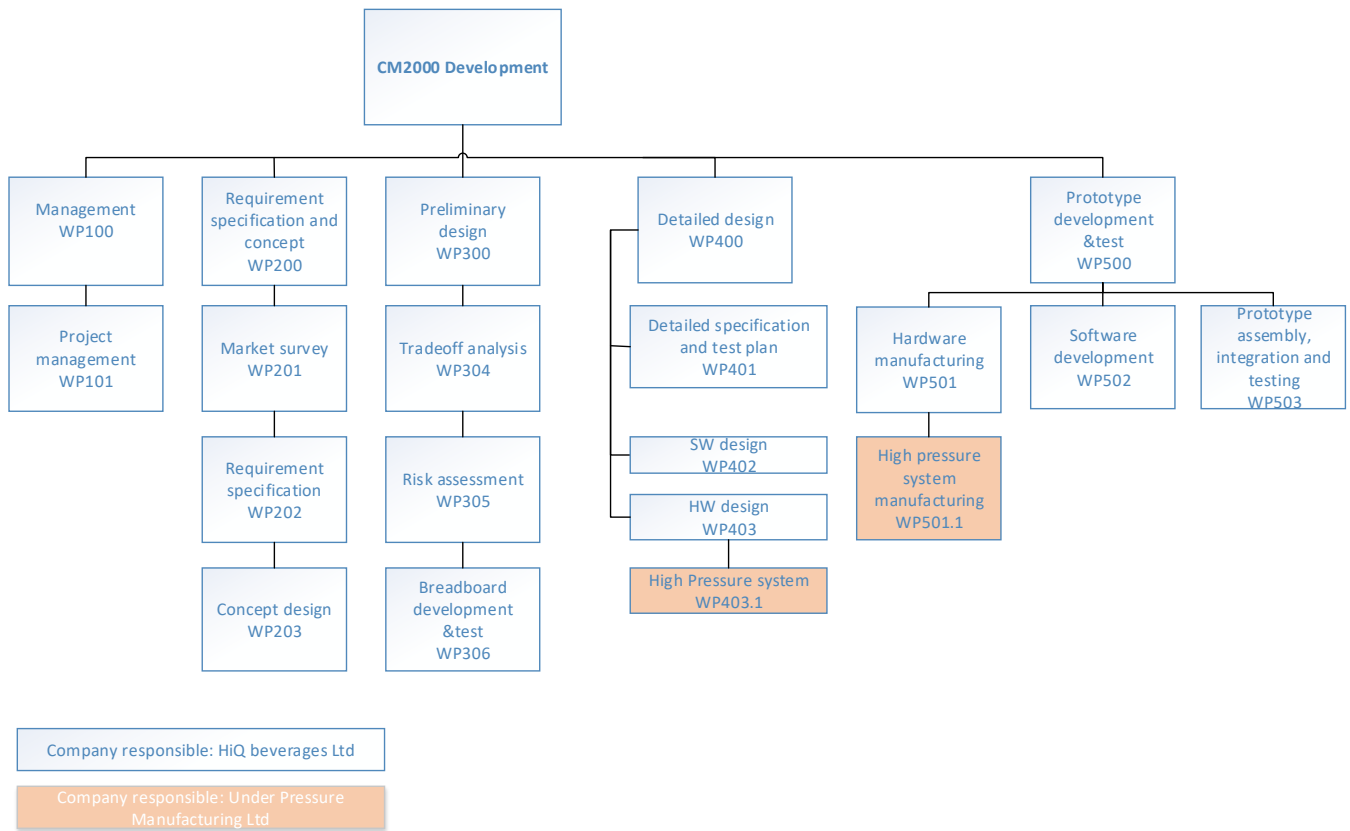 CM2000 Development
Management
WP100
Requirement
specification and
concept
WP200
Preliminary
design
WP300
Detailed design
WP400
Prototype
development
&test
WP500
Project
management
WP101
Market survey
WP201
Tradeoff analysis
WP304
Detailed specification
and test plan
WP401
Hardware
manufacturing
WP501
Software
development
WP502
Prototype
assembly,
integration and
testing
WP503
Requirement
specification
WP202
Risk assessment
WP305
SW design
WP402
HW design
WP403
High pressure
system
manufacturing
WP501.1
Concept design
WP203
Breadboard
development
&test
WP306
High Pressure system
WP403.1
Company responsible: HiQ beverages Ltd
Company responsible: Under Pressure
Manufacturing Ltd